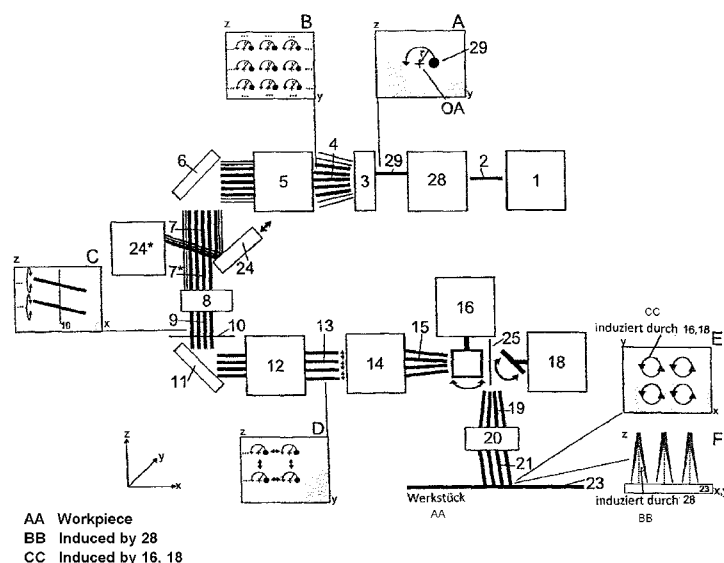 B
z
y
A
z
29
r
OA
y
6
5
4
3
29
28
2
1
7
24*
7*
24
C
z
10
x
8
9
10
11
12
13
14
15
16
25
18
19
20
21
CC
induziert durch 16,18
E
y
x
D
z
y
z
y
x
Werkstück
AA
23
z
F
23
x,y
induziert durch 28
BB
AA Workpiece
BB Induced by 28
CC Induced by 16, 18